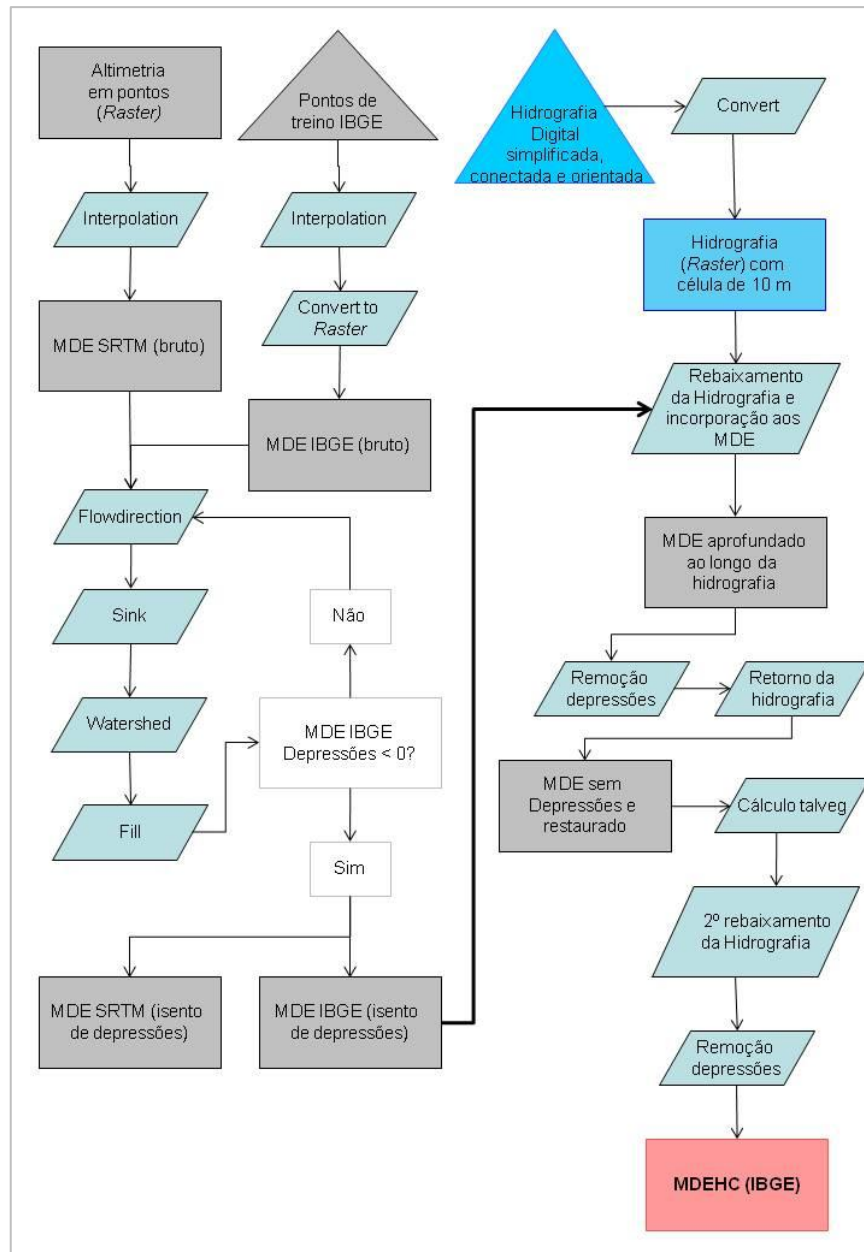 Altimetria
em pontos
(Raster)
Pontos de
treino IBGE
Hidrografia
Digital
simplificada,
conectada e orientada
Convert
Interpolation
Interpolation
Hidrografia
(Raster) com
célula de 10 m
Convert to
Raster
MDE SRTM (bruto)
Rebaixamento
da Hidrografia e
incorporação aos
MDE
MDE IBGE (bruto)
Flowdirection
MDE aprofundado
ao longo da
hidrografia
Sink
Não
Remoção
depressões
Retorno da
hidrografia
Watershed
MDE IBGE
Depressões < 0?
MDE sem
Depressões e
restaurado
Cálculo talveg
Fill
Sim
2º rebaixamento
da Hidrografia
MDE SRTM (isento
de depressões)
MDE IBGE (isento
de depressões)
Remoção
depressões
MDEHC (IBGE)